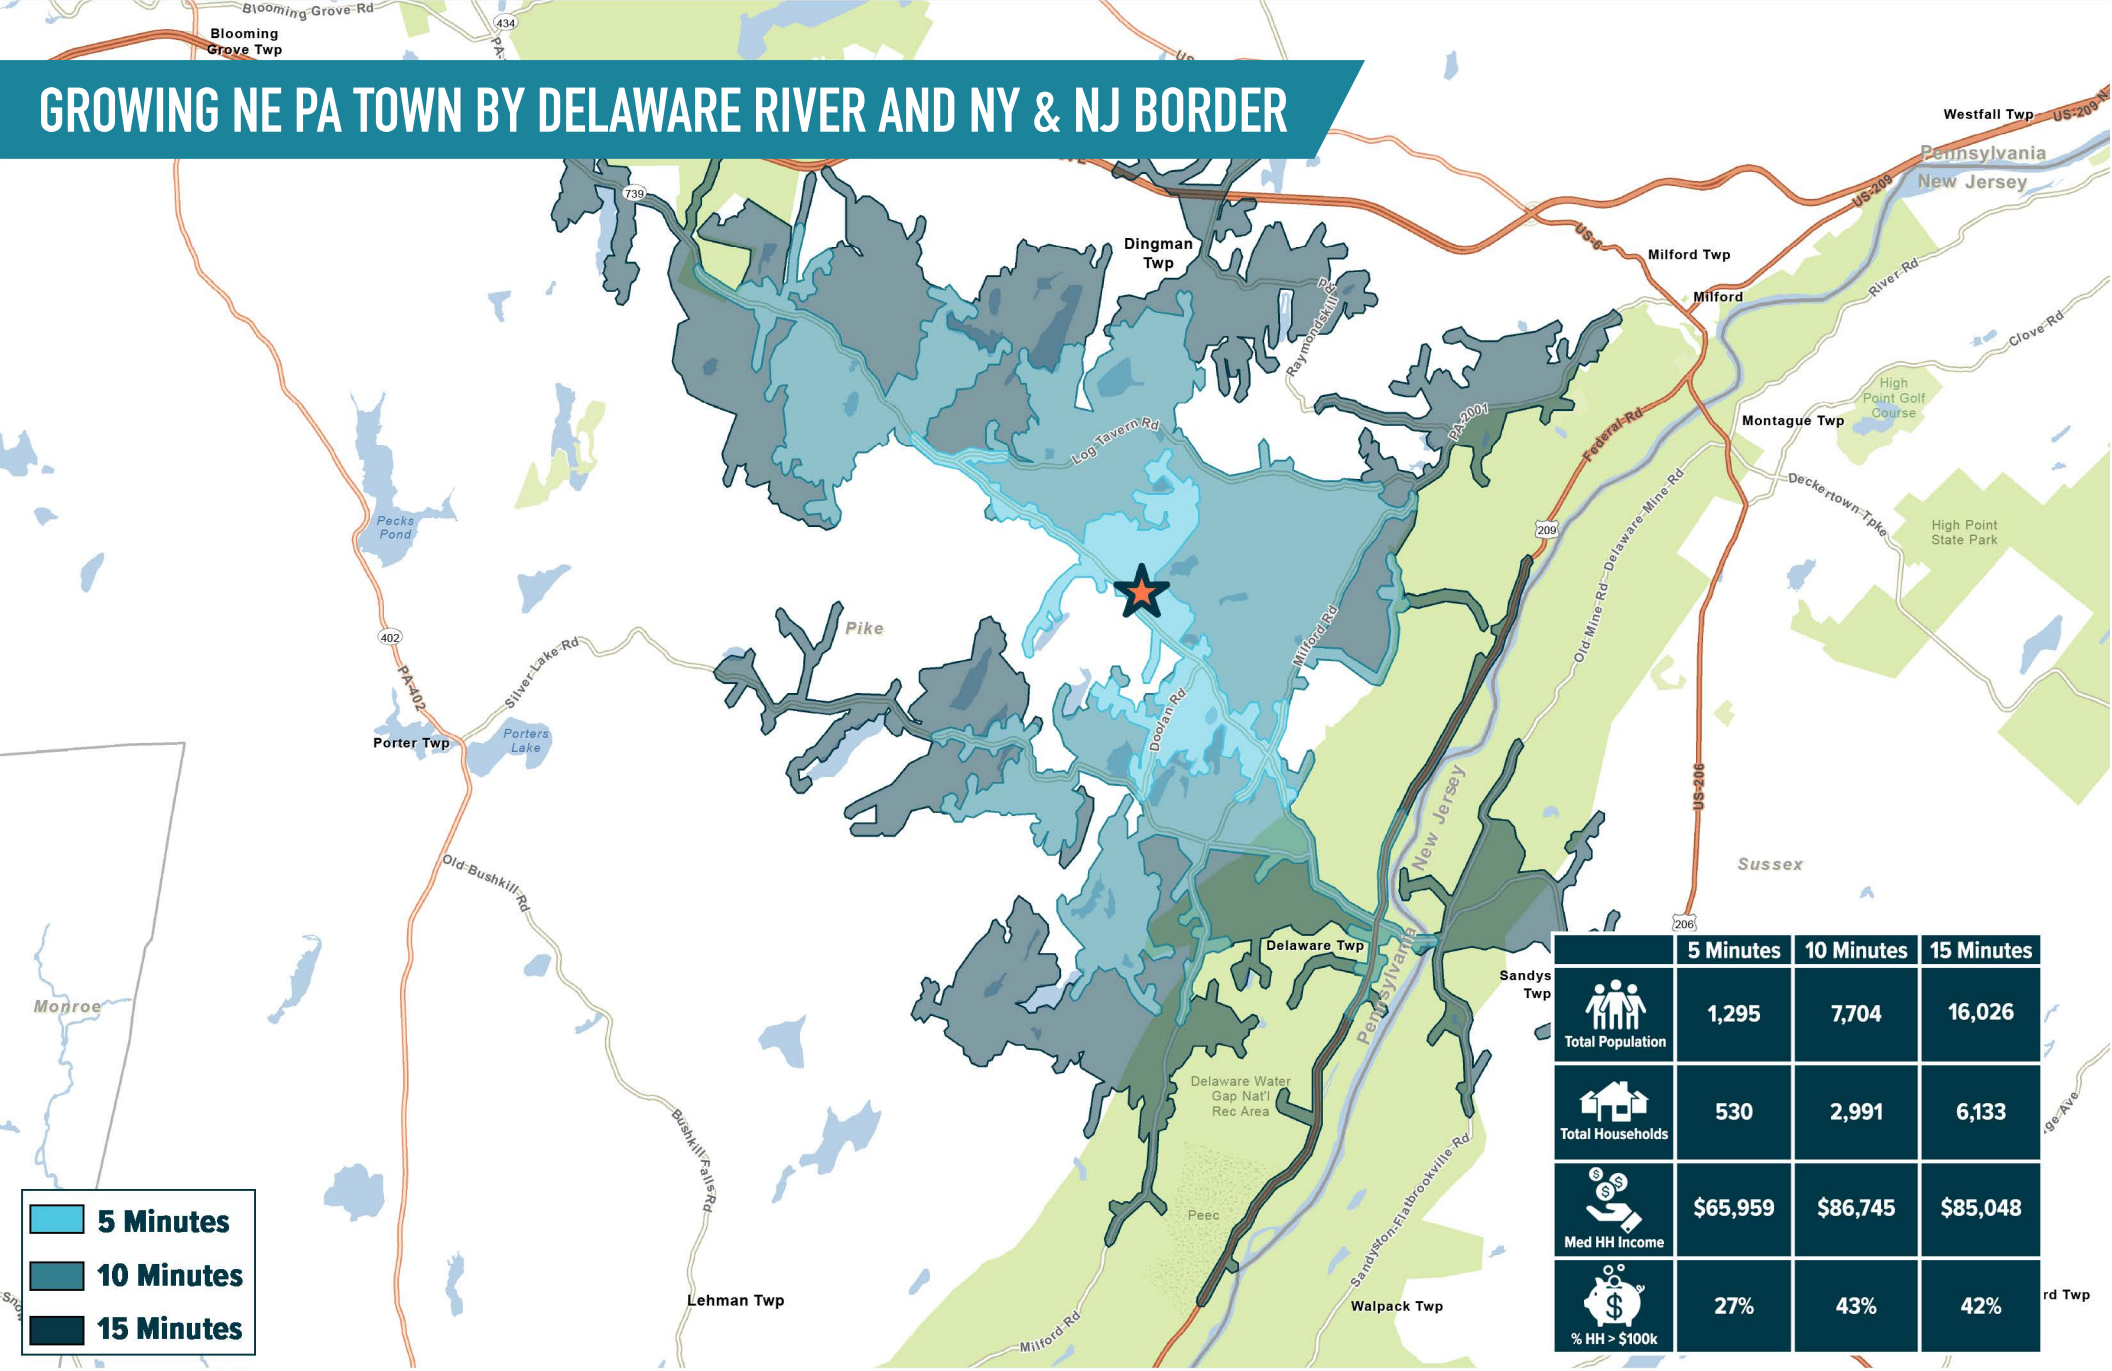 Blooming Grove Rd
434
PA-
US
Blooming
Grove Twp
GROWING NE PA TOWN BY DELAWARE RIVER AND NY & NJ BORDER
Westfall Twp
US-209-N
Pennsylvania
New Jersey
US-209
739
Dingman
Twp
US-6
Milford Twp
Milford
River Rd
Raymondskill Rd
Clove Rd
High
Point Golf
Course
PA-2001
Montague Twp
Federal-Rd
Log Tavern Rd
Deckertown Tpke
Old-Mine-Rd--Delaware-Mine-Rd
High Point
State Park
Pecks
Pond
209
402
Pike
Silver-Lake-Rd
Milford Rd
PA-402
Doolan-Rd
Porter Twp
Porters
Lake
New Jersey
US-206
Old-Bushkill-Rd
Sussex
206
Delaware Twp
Pennsylvania
Sandys
Twp
Monroe
Delaware Water
Gap Nat'l
Rec Area
Bushkill-Falls-Rd
Peec
Sandyston-Flatbrookville-Rd
Lehman Twp
Milford-Rd
Walpack Twp
ge-Ave
rd Twp
5 Minutes
10 Minutes
15 Minutes
5 Minutes 10 Minutes 15 Minutes
Total Population 1,295 7,704 16,026
Total Households 530 2,991 6,133
Med HH Income $65,959 $86,745 $85,048
% HH > $100k 27% 43% 42%